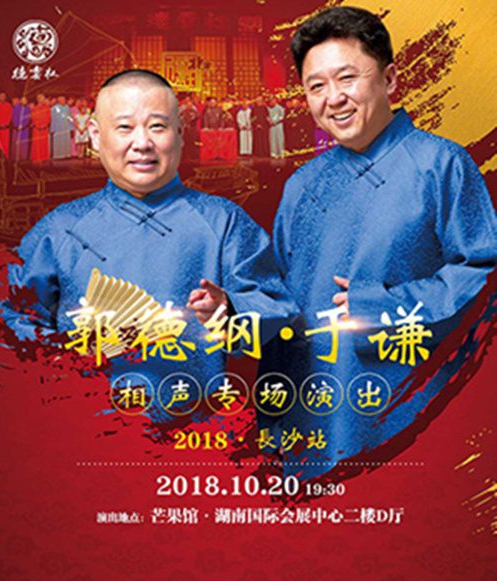 德云社
郭德纲·于谦
相声专场演出
2018·長沙站
2018.10.20 19:30
演出地点：芒果馆·湖南国际会展中心二楼D厅